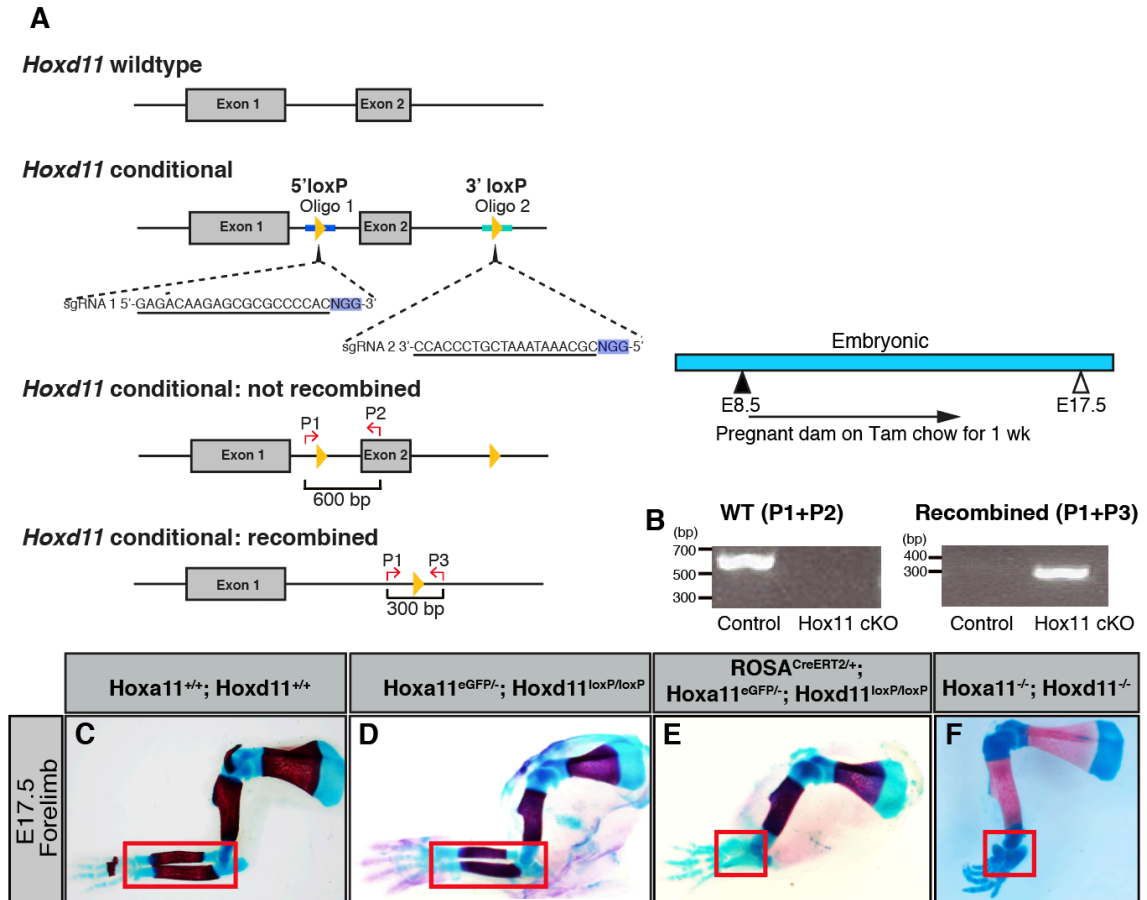 A
Hoxd11 wildtype
Exon 1
Exon 2
Hoxd11 conditional
5'loxP
Oligo 1
3' loxP
Oligo 2
Exon 1
Exon 2
sgRNA 1 5'-GAGACAAGAGCGCGCCCCACNGG-3'
sgRNA 2 3'-CCACCCTGCTAAATAAACGCNGG-5'
Hoxd11 conditional: not recombined
P1
P2
Exon 1
Exon 2
600 bp
Hoxd11 conditional: recombined
P1
P3
Exon 1
300 bp
Embryonic
E8.5
E17.5
Pregnant dam on Tam chow for 1 wk
B
WT (P1+P2)
(bp)
700
500
300
Control
Hox11 cKO
Recombined (P1+P3)
(bp)
400
300
Control
Hox11 cKO
Hoxa11+/+; Hoxd11+/+
Hoxa11eGFP/-; Hoxd11loxP/loxP
ROSACreERT2/+;
Hoxa11eGFP/-; Hoxd11loxP/loxP
Hoxa11-/-; Hoxd11-/-
E17.5
Forelimb
C
D
E
F